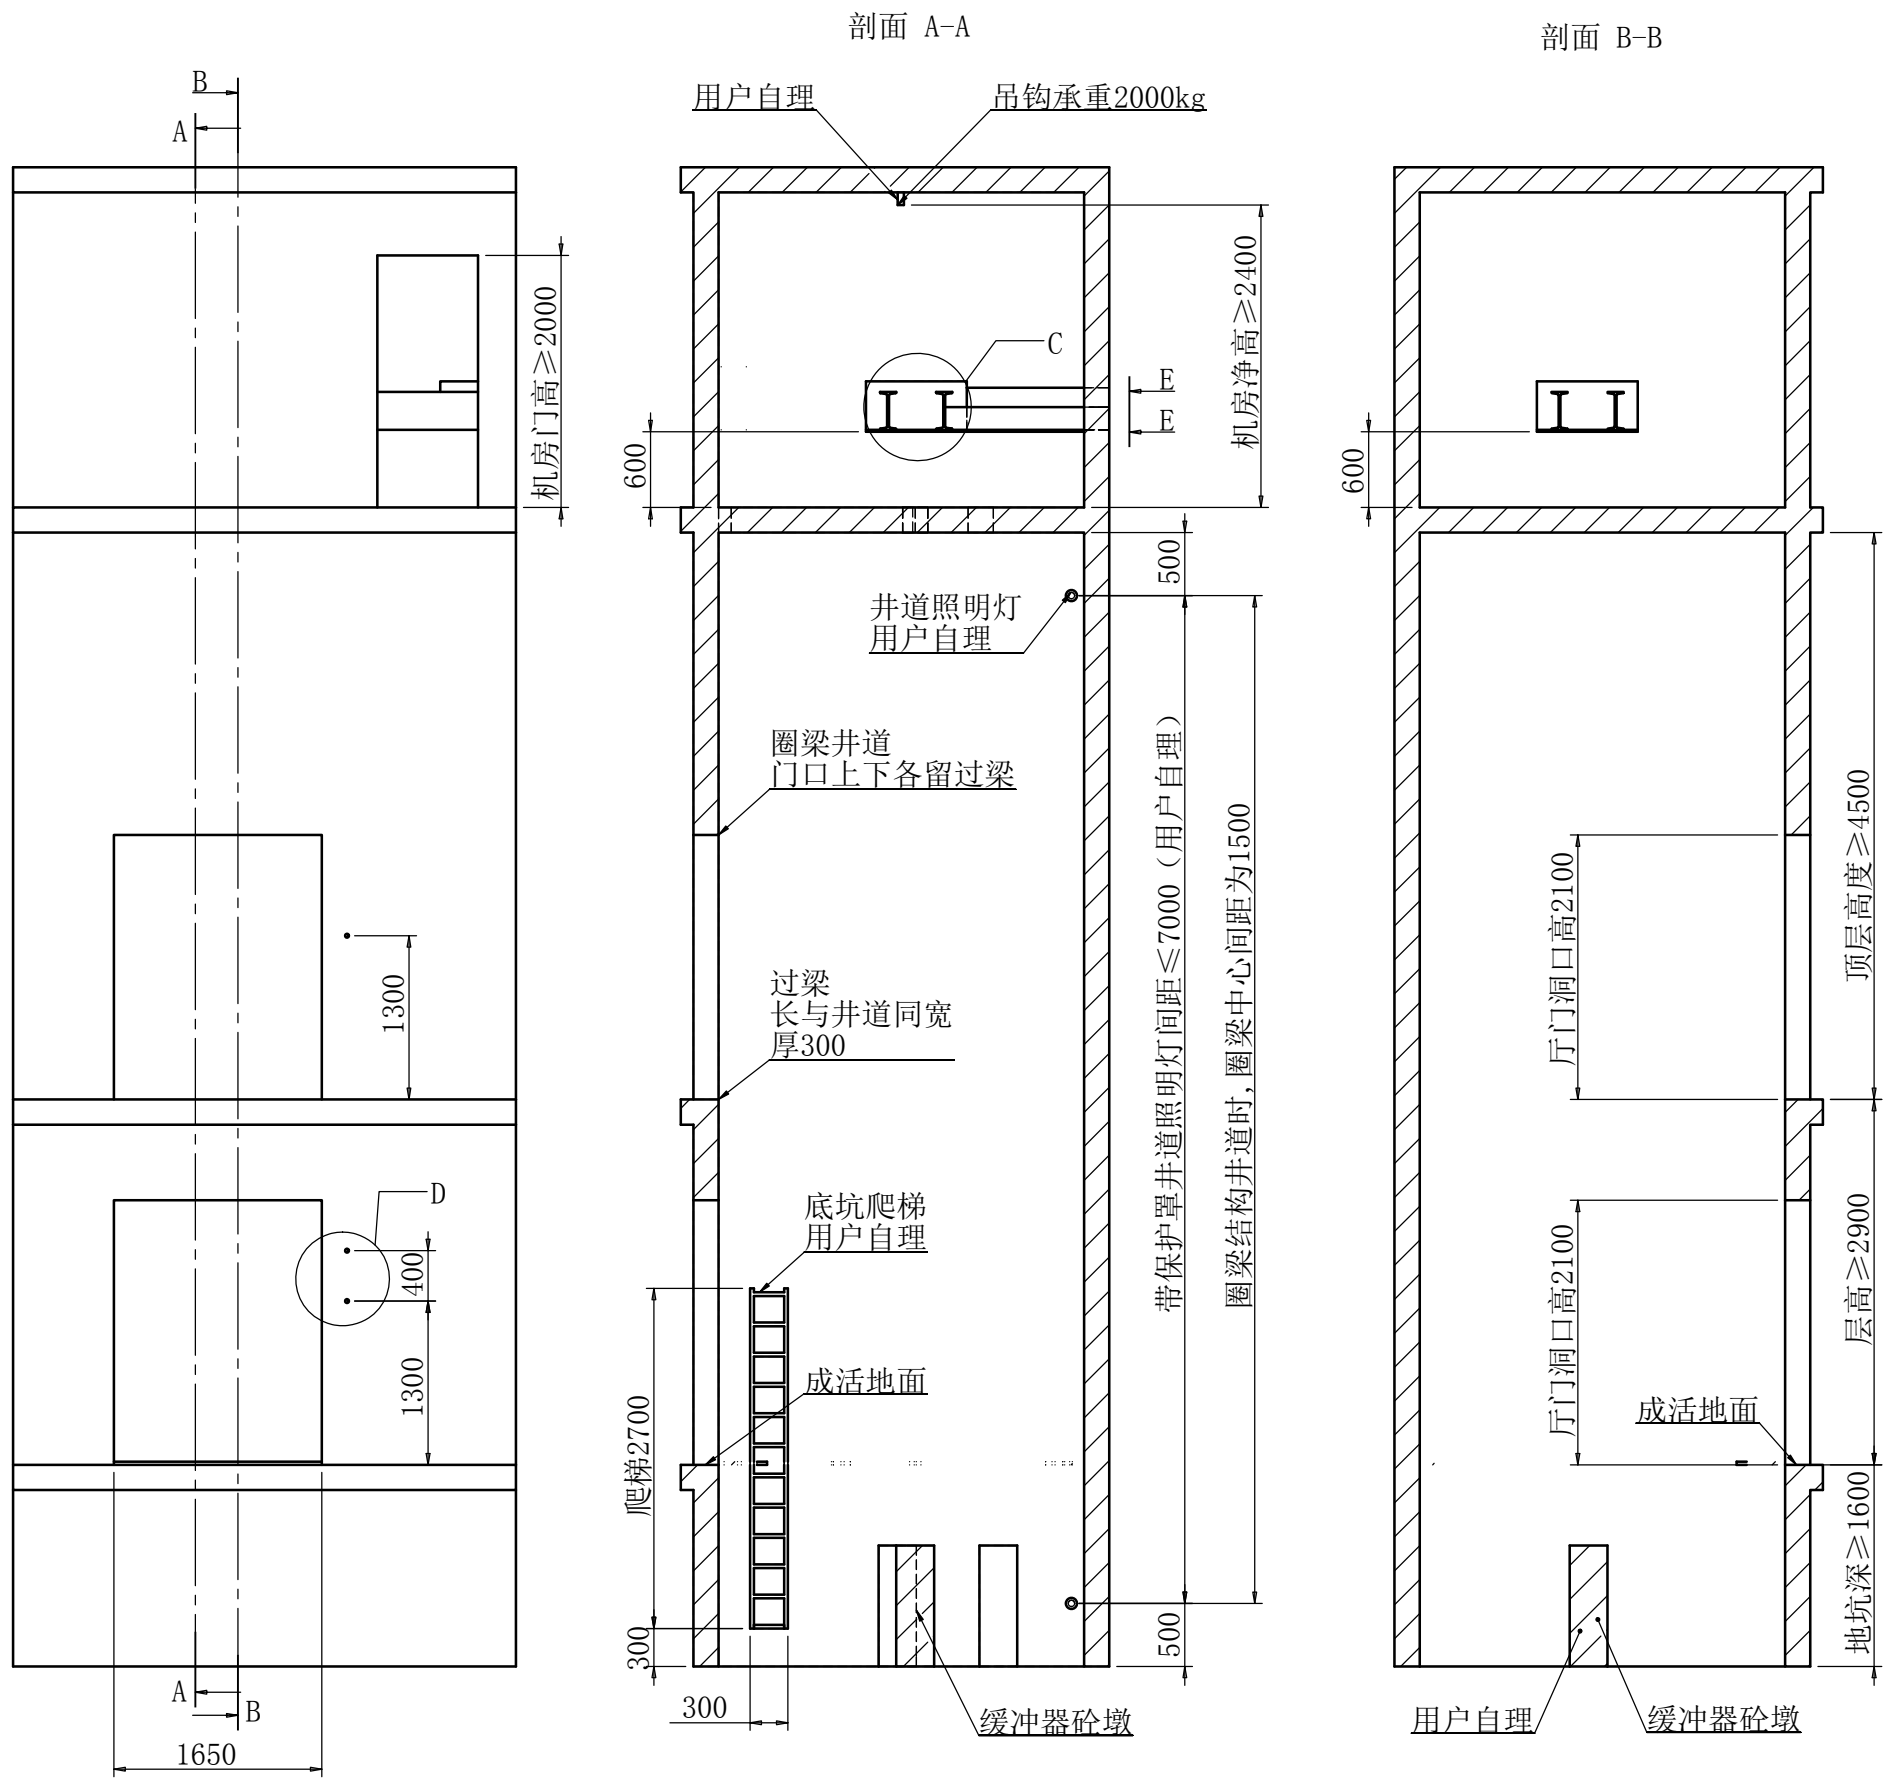 剖面 A-A
剖面 B-B
B
A
机房门高≥2000
1300
D
400
1300
A
B
1650
用户自理
吊钩承重2000kg
机房净高≥2400
C
E
E
600
500
井道照明灯
用户自理
圈梁井道
门口上下各留过梁
过梁
长与井道同宽
厚300
带保护罩井道照明灯间距≤7000（用户自理）
圈梁结构井道时,圈梁中心间距为1500
底坑爬梯
用户自理
成活地面
爬梯2700
300
300
500
缓冲器砼墩
600
厅门洞口高2100
顶层高度≥4500
厅门洞口高2100
层高≥2900
成活地面
地坑深≥1600
用户自理
缓冲器砼墩